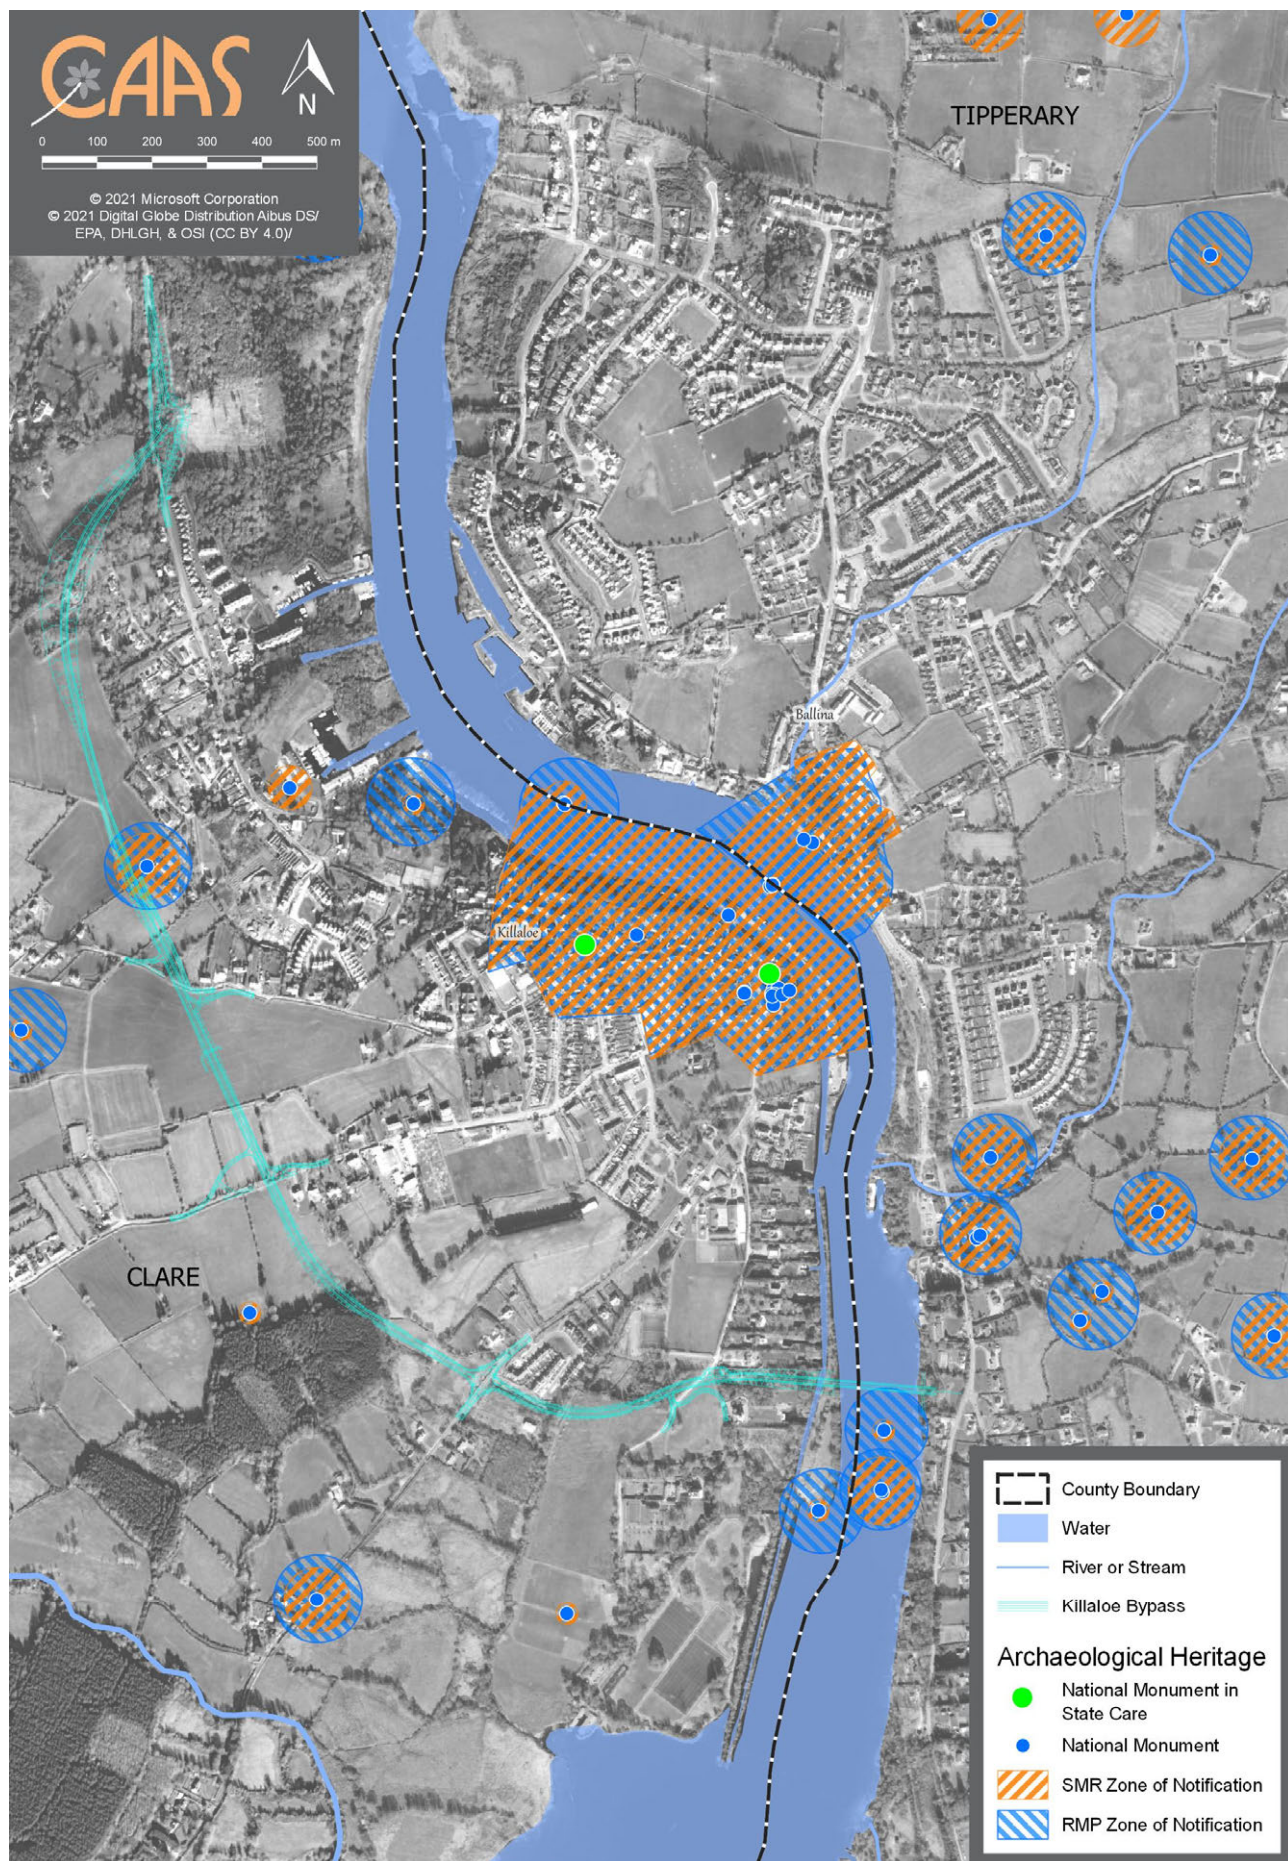 CAAS
N
0 100 200 300 400 500 m
© 2021 Microsoft Corporation
© 2021 Digital Globe Distribution Aibus DS/
EPA, DHLGH, & OSI (CC BY 4.0)/
TIPPERARY
Ballina
Killaloe
CLARE
County Boundary
Water
River or Stream
Killaloe Bypass
Archaeological Heritage
National Monument in
State Care
National Monument
SMR Zone of Notification
RMP Zone of Notification